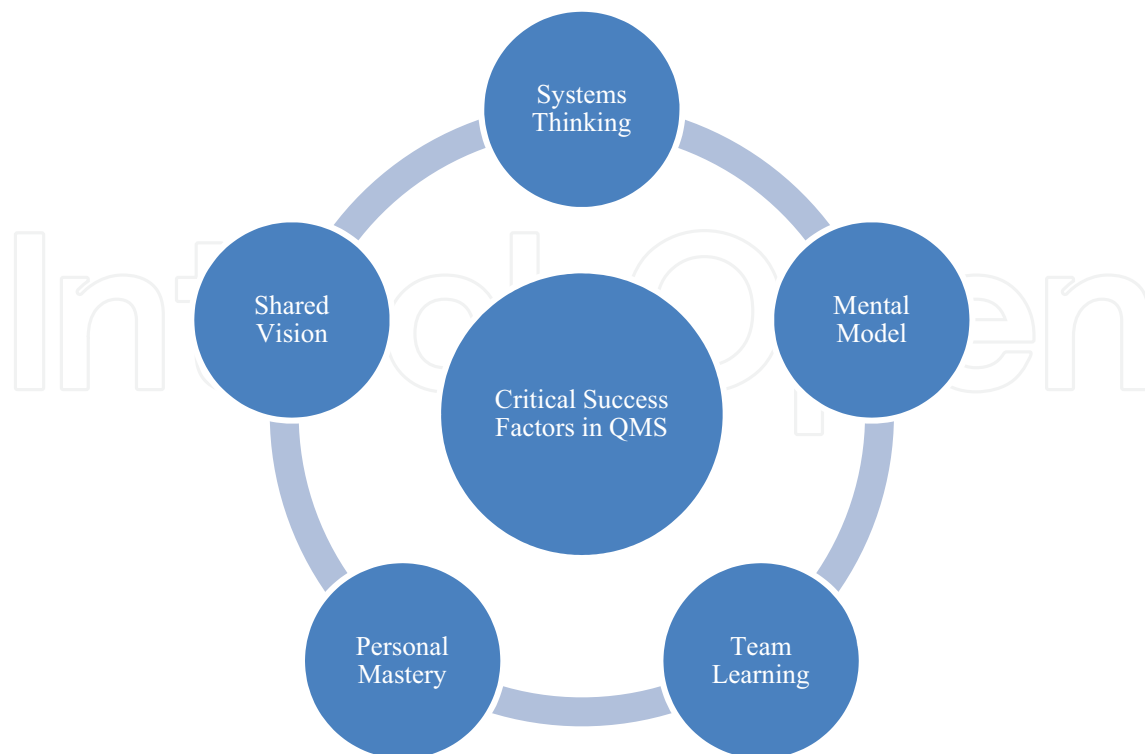 Systems
Thinking
Shared
Vision
Mental
Model
Critical Success
Factors in QMS
Personal
Mastery
Team
Learning